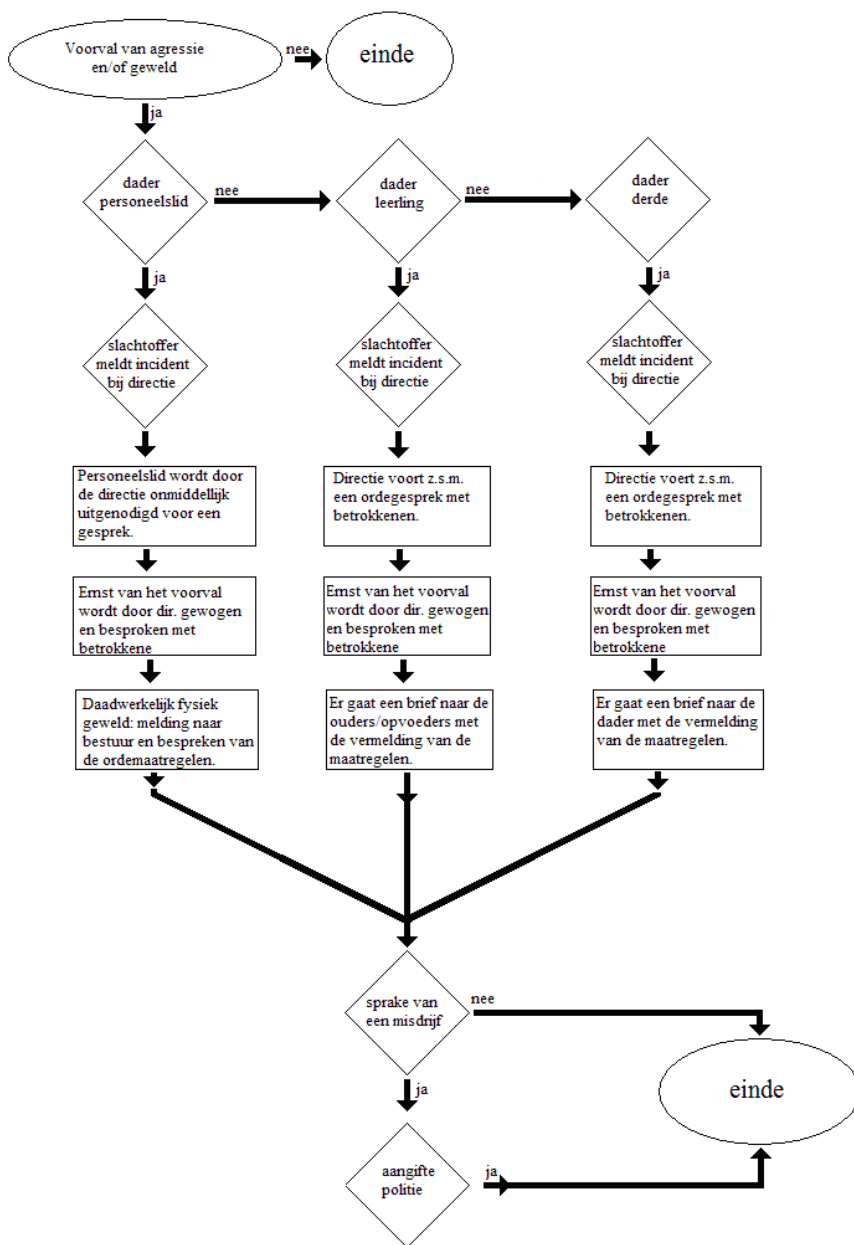 Voorval van agressie
en/of geweld
nee
einde
ja
dader
personeelslid
nee
dader
leerling
nee
dader
derde
ja
ja
ja
slachtoffer
meldt incident
bij directie
slachtoffer
meldt incident
bij directie
slachtoffer
meldt incident
bij directie
Personeelslid wordt door
de directie onmiddellijk
uitgenodigd voor een
gesprek.
Directie voort z.s.m.
een ordegesprek met
betrokkenen.
Directie voert z.s.m.
een ordegesprek met
betrokkenen.
Ernst van het voorval
wordt door dir. gewogen
en besproken met
betrokkene
Ernst van het voorval
wordt door dir. gewogen
en besproken met
betrokkene
Ernst van het voorval
wordt door dir. gewogen
en besproken met
betrokkene
Daadwerkelijk fysiek
geweld: melding naar
bestuur en bespreken van
de ordemaatregelen.
Er gaat een brief naar de
ouders/opvoeders met
de vermelding van de
maatregelen.
Er gaat een brief naar de
dader met de vermelding
van de maatregelen.
sprake van
een misdrijf
nee
ja
einde
aangifte
politie
ja